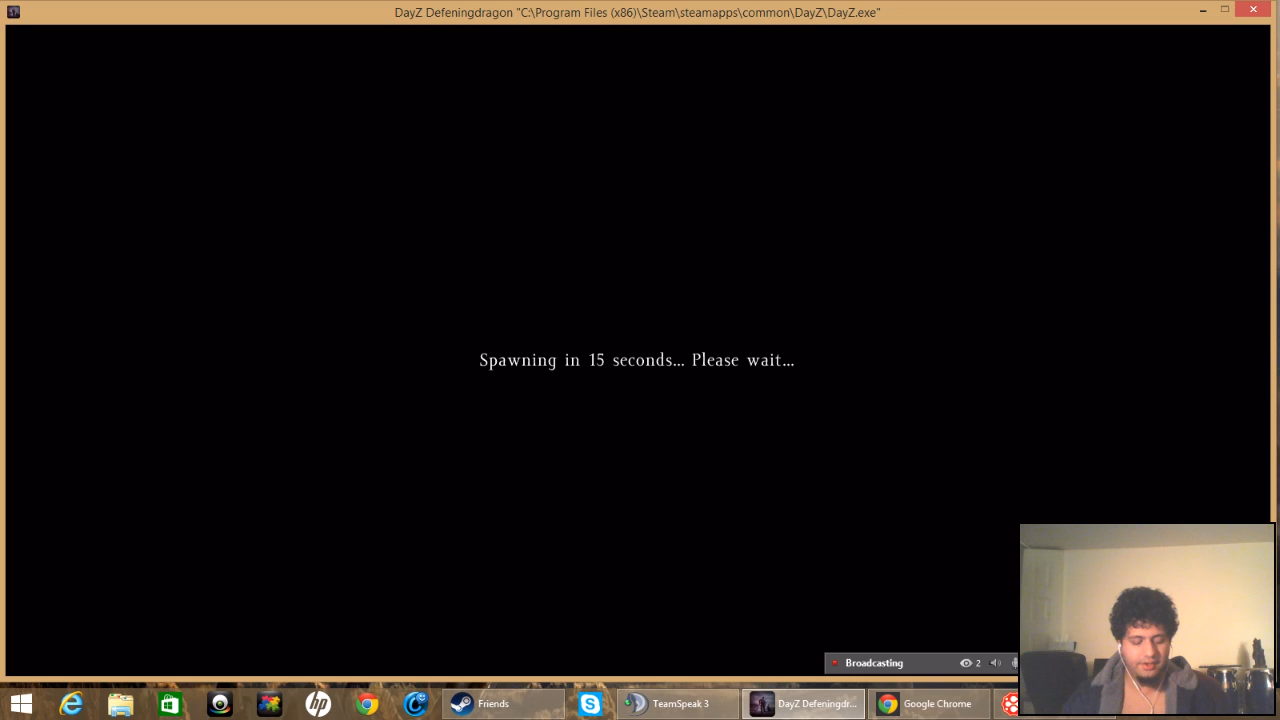 DayZ Defeningdragon "C:\Program Files (x86)\Steam\steamapps\common\DayZ\DayZ.exe"
Spawning in 15 seconds... Please wait...
Broadcasting 2
hp
Friends
TeamSpeak 3
DayZ Defeningdr...
Google Chrome